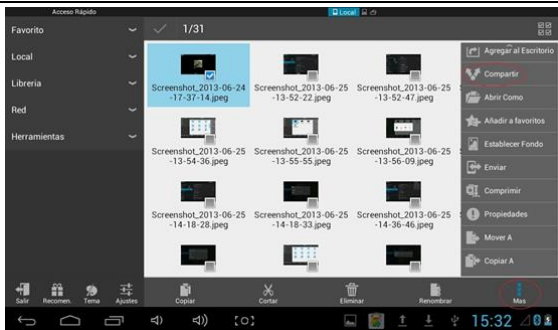 Acceso Rápido
Local
Favorito
Local
Libreria
Red
Herramientas
1/31
Screenshot_2013-06-24
-17-37-14.jpeg
Screenshot_2013-06-25
-13-52-22.jpeg
Screenshot_2013-06-25
-13-52-47.jpeg
Screenshot_2013-06-25
-13-54-36.jpeg
Screenshot_2013-06-25
-13-55-55.jpeg
Screenshot_2013-06-25
-13-56-09.jpeg
Screenshot_2013-06-25
-14-18-28.jpeg
Screenshot_2013-06-25
-14-18-33.jpeg
Screenshot_2013-06-25
-14-36-46.jpeg
Agregar al Escritorio
Compartir
Abrir Como
Añadir a favoritos
Establecer Fondo
Enviar
Comprimir
Propiedades
Mover A
Copiar A
Salir
Recomen.
Tema
Ajustes
Copiar
Cortar
Eliminar
Renombrar
Mas
15:32